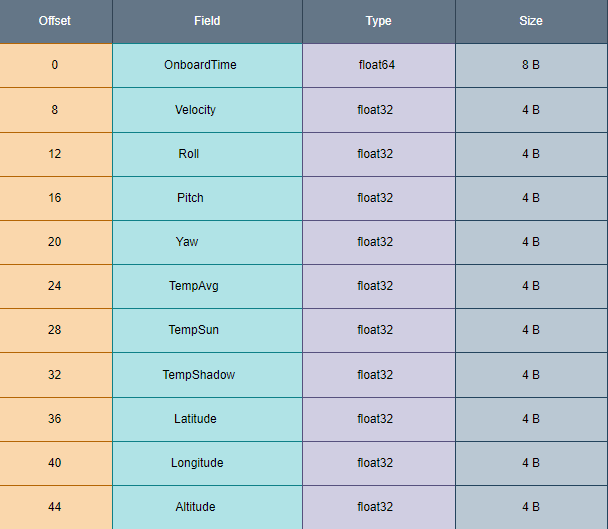 Offset Field Type Size
0 OnboardTime float64 8 B
8 Velocity float32 4 B
12 Roll float32 4 B
16 Pitch float32 4 B
20 Yaw float32 4 B
24 TempAvg float32 4 B
28 TempSun float32 4 B
32 TempShadow float32 4 B
36 Latitude float32 4 B
40 Longitude float32 4 B
44 Altitude float32 4 B